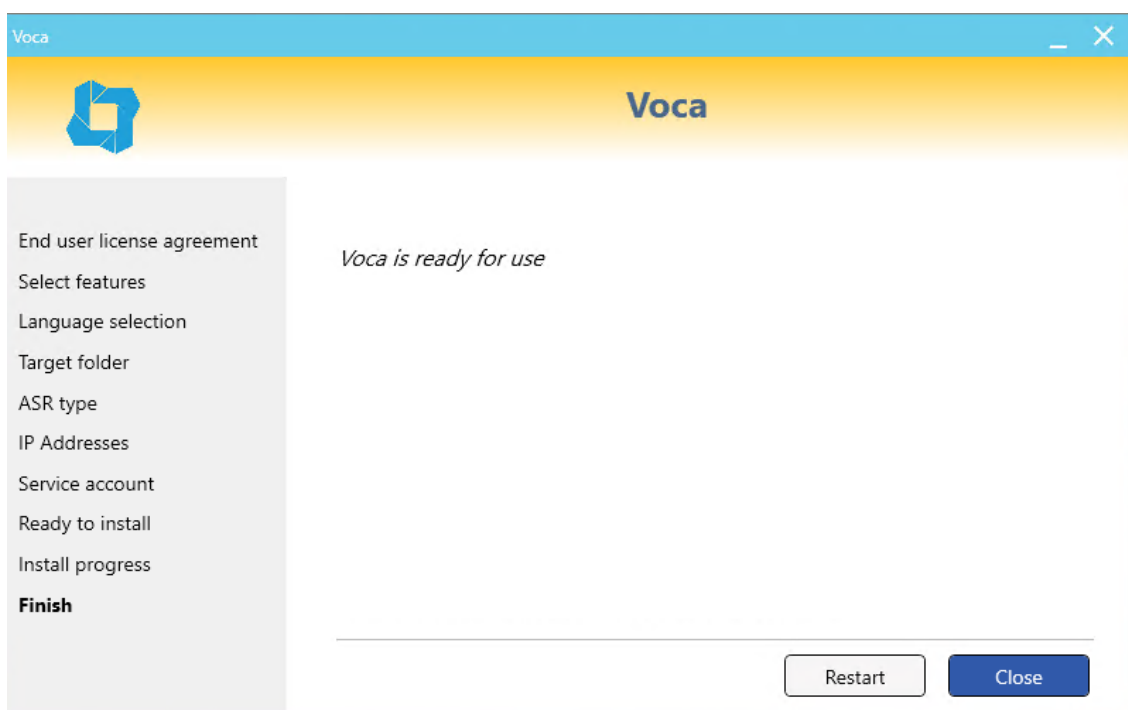 Voca
Voca
End user license agreement
Select features
Language selection
Target folder
ASR type
IP Addresses
Service account
Ready to install
Install progress
Finish
Voca is ready for use
Restart
Close